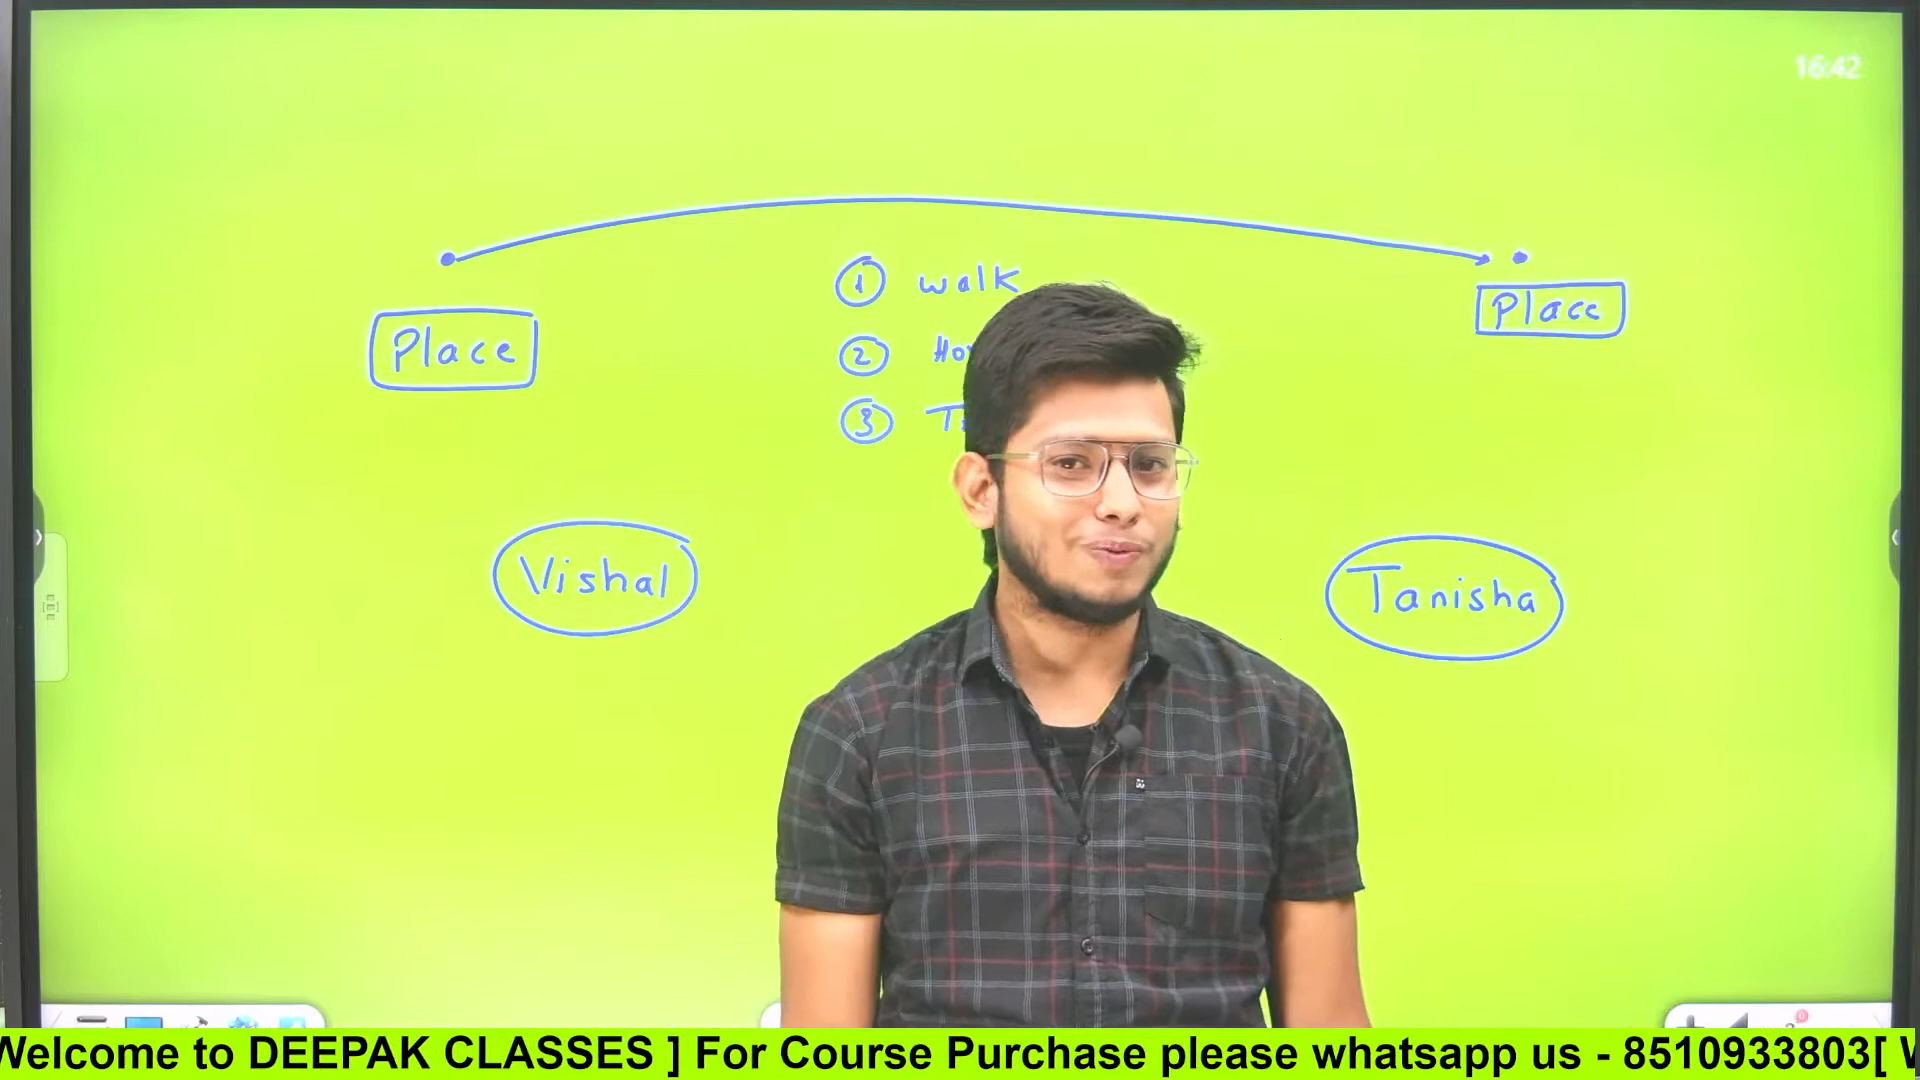 16:42
① walk
②
③
Place
Place
Vishal
Tanisha
Welcome to DEEPAK CLASSES ] For Course Purchase please whatsapp us - 8510933803[ W